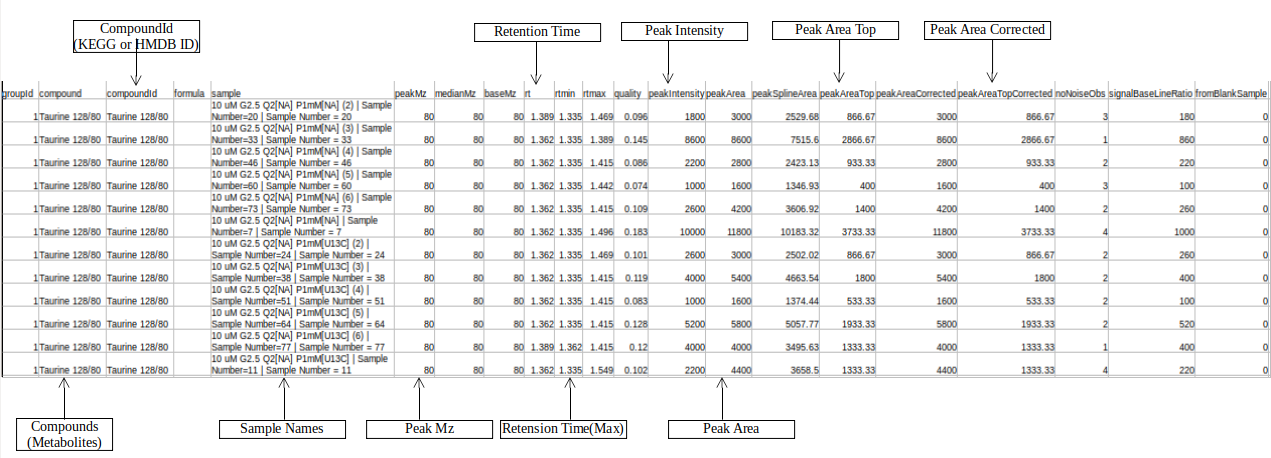 CompoundId
(KEGG or HMDB ID)
Retention Time
Peak Intensity
Peak Area Top
Peak Area Corrected
groupId compound compoundId formula sample peakMz medianMz baseMz rt rtmin rtmax quality peakIntensity peakArea peakSplineArea peakAreaTop peakAreaCorrected peakAreaTopCorrected noNoiseObs signalBaseLineRatio fromBlankSample
10 uM G2.5 Q2[NA] P1mM[NA] (2) | Sample
1 Taurine 128/80 Taurine 128/80 Number=20 | Sample Number = 20 80 80 80 1.389 1.335 1.469 0.096 1800 3000 2529.68 866.67 3000 866.67 3 180 0
10 uM G2.5 Q2[NA] P1mM[NA] (3) | Sample
1 Taurine 128/80 Taurine 128/80 Number=33 | Sample Number = 33 80 80 80 1.362 1.335 1.389 0.145 8600 8600 7515.6 2866.67 8600 2866.67 1 860 0
10 uM G2.5 Q2[NA] P1mM[NA] (4) | Sample
1 Taurine 128/80 Taurine 128/80 Number=46 | Sample Number = 46 80 80 80 1.362 1.335 1.415 0.086 2200 2800 2423.13 933.33 2800 933.33 2 220 0
10 uM G2.5 Q2[NA] P1mM[NA] (5) | Sample
1 Taurine 128/80 Taurine 128/80 Number=60 | Sample Number = 60 80 80 80 1.362 1.335 1.442 0.074 1000 1600 1346.93 400 1600 400 3 100 0
10 uM G2.5 Q2[NA] P1mM[NA] (6) | Sample
1 Taurine 128/80 Taurine 128/80 Number=73 | Sample Number = 73 80 80 80 1.362 1.335 1.415 0.109 2600 4200 3606.92 1400 4200 1400 2 260 0
10 uM G2.5 Q2[NA] P1mM[NA] | Sample
1 Taurine 128/80 Taurine 128/80 Number=7 | Sample Number = 7 80 80 80 1.362 1.335 1.496 0.183 10000 11800 10183.32 3733.33 11800 3733.33 4 1000 0
10 uM G2.5 Q2[NA] P1mM[U13C] (2) |
1 Taurine 128/80 Taurine 128/80 Sample Number=24 | Sample Number = 24 80 80 80 1.362 1.335 1.469 0.101 2600 3000 2502.02 866.67 3000 866.67 2 260 0
10 uM G2.5 Q2[NA] P1mM[U13C] (3) |
1 Taurine 128/80 Taurine 128/80 Sample Number=38 | Sample Number = 38 80 80 80 1.362 1.335 1.415 0.119 4000 5400 4663.54 1800 5400 1800 2 400 0
10 uM G2.5 Q2[NA] P1mM[U13C] (4) |
1 Taurine 128/80 Taurine 128/80 Sample Number=51 | Sample Number = 51 80 80 80 1.362 1.335 1.415 0.083 1000 1600 1374.44 533.33 1600 533.33 2 100 0
10 uM G2.5 Q2[NA] P1mM[U13C] (5) |
1 Taurine 128/80 Taurine 128/80 Sample Number=64 | Sample Number = 64 80 80 80 1.362 1.335 1.415 0.128 5200 5800 5057.77 1933.33 5800 1933.33 2 520 0
10 uM G2.5 Q2[NA] P1mM[U13C] (6) |
1 Taurine 128/80 Taurine 128/80 Sample Number=77 | Sample Number = 77 80 80 80 1.389 1.362 1.415 0.12 4000 4000 3495.63 1333.33 4000 1333.33 1 400 0
10 uM G2.5 Q2[NA] P1mM[U13C] | Sample
1 Taurine 128/80 Taurine 128/80 Number=11 | Sample Number = 11 80 80 80 1.362 1.335 1.549 0.102 2200 4400 3658.5 1333.33 4400 1333.33 4 220 0
Compounds
(Metabolites)
Sample Names
Peak Mz
Retension Time(Max)
Peak Area